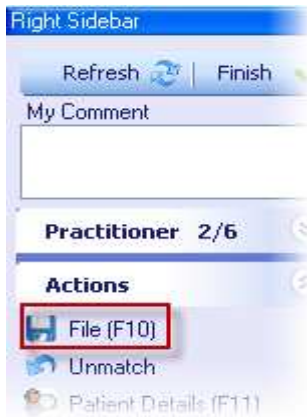 Right Sidebar
Refresh | Finish
My Comment
Practitioner 2/6
Actions
File (F10)
Unmatch
Patient Details (F11)